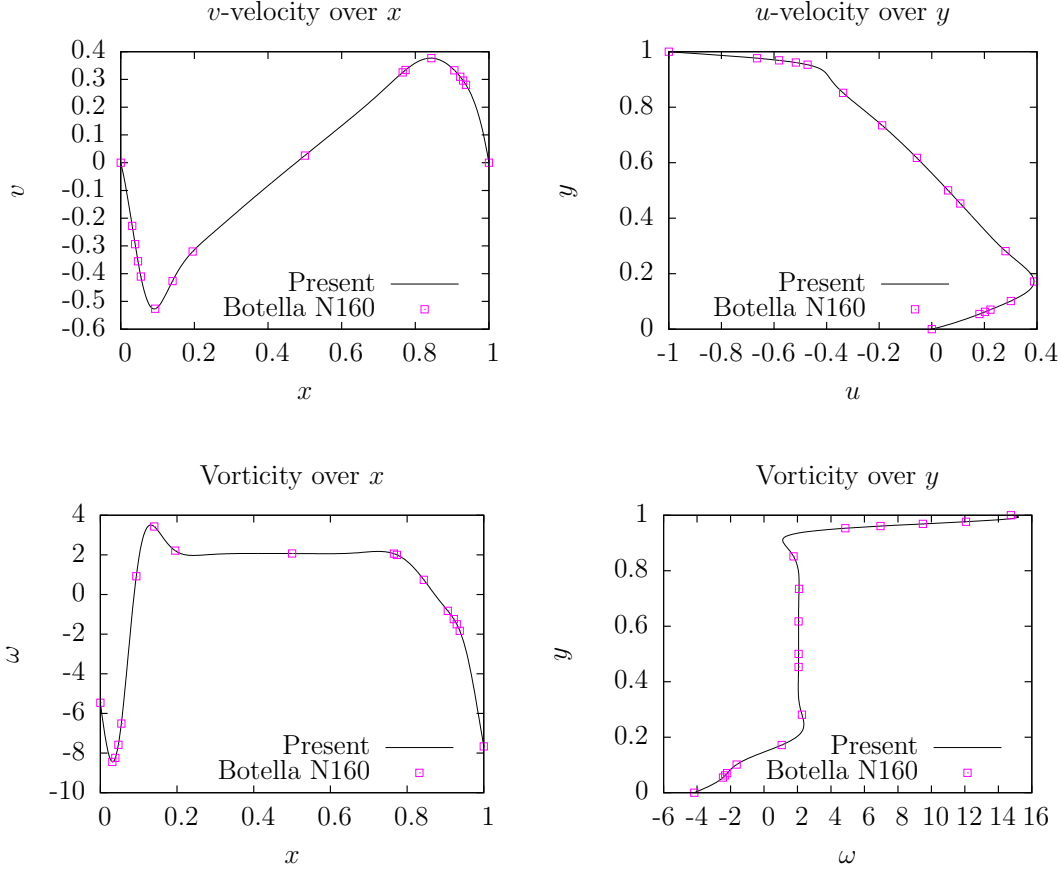 v-velocity over x
0.4
0.3
0.2
0.1
0
-0.1
-0.2
-0.3
-0.4
-0.5
-0.6
v
Present
Botella N160
0 0.2 0.4 0.6 0.8 1
x
u-velocity over y
1
0.8
0.6
0.4
0.2
0
y
Present
Botella N160
-1 -0.8 -0.6 -0.4 -0.2 0 0.2 0.4
u
Vorticity over x
4
2
0
-2
-4
-6
-8
-10
ω
Present
Botella N160
0 0.2 0.4 0.6 0.8 1
x
Vorticity over y
1
0.8
0.6
0.4
0.2
0
y
Present
Botella N160
-6 -4 -2 0 2 4 6 8 10 12 14 16
ω